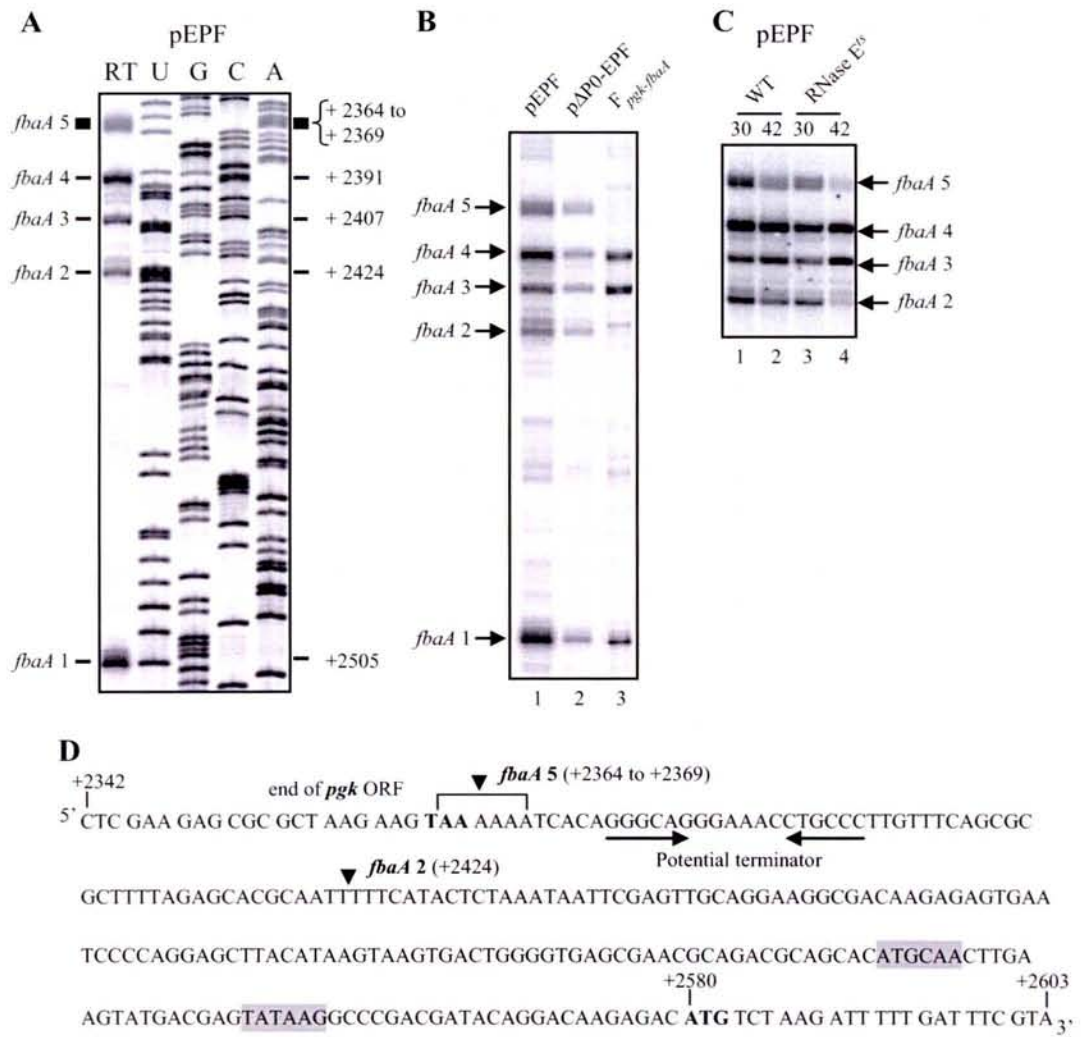 A
pEPF
RT U G C A
fbaA 5
fbaA 4
fbaA 3
fbaA 2
fbaA 1
+ 2364 to
+ 2369
+ 2391
+ 2407
+ 2424
+2505
B
pEPF
pΔP0-EPF
F pgk-fbaA
fbaA 5
fbaA 4
fbaA 3
fbaA 2
fbaA 1
1 2 3
C
pEPF
WT RNase Ets
30 42 30 42
fbaA 5
fbaA 4
fbaA 3
fbaA 2
1 2 3 4
D
+2342
end of pgk ORF
fbaA 5 (+2364 to +2369)
5' CTC GAA GAG CGC GCT AAG AAG TAA AAAATCACAGGGCAGGGAAACCTGCCCTTGTTTCAGCGC
Potential terminator
fbaA 2 (+2424)
GCTTTTAGAGCACGCAATTTTTCATACTCTAAATAATTCGAGTTGCAGGAAGGCGACAAGAGAGTGAA
TCCCCAGGAGCTTACATAAGTAAGTGACTGGGGTGAGCGAACGCAGACGCAGCACATGCAACTTGA
+2580
+2603
AGTATGACGAGTATAAGGCCCGACGATACAGGACAAGAGAC ATG TCT AAG ATT TTT GAT TTC GTA 3'